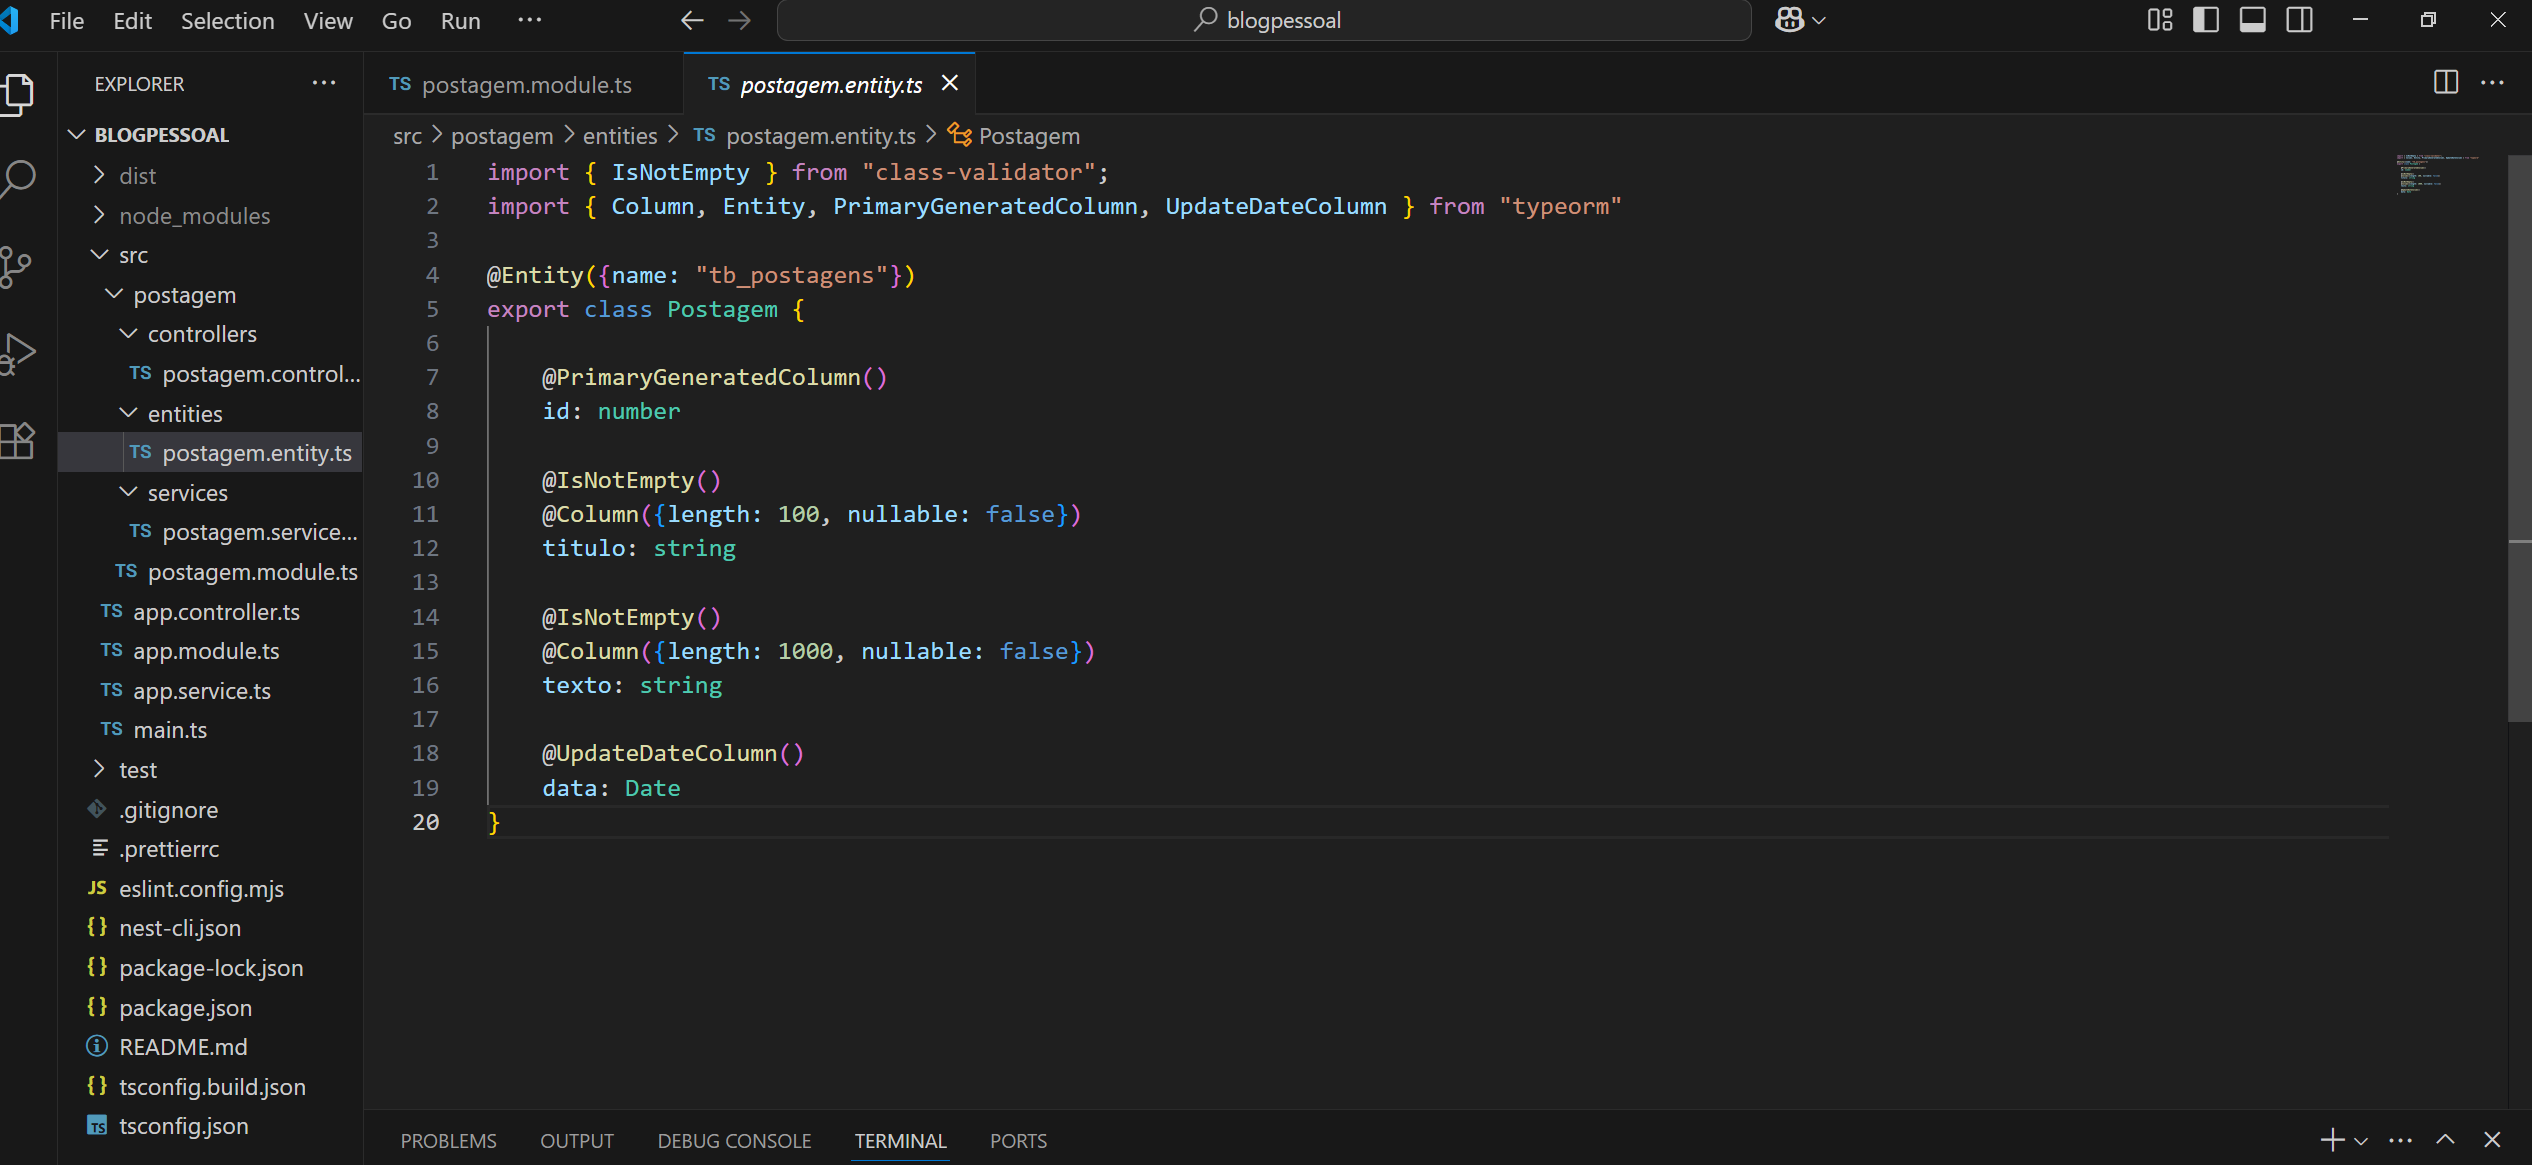 File Edit Selection View Go Run ··· blogpessoal
EXPLORER ···
BLOGPESSOAL
dist
node_modules
src
postagem
controllers
TS postagem.control...
entities
TS postagem.entity.ts
services
TS postagem.service...
TS postagem.module.ts
TS app.controller.ts
TS app.module.ts
TS app.service.ts
TS main.ts
test
.gitignore
.prettierrc
JS eslint.config.mjs
{} nest-cli.json
{} package-lock.json
{} package.json
README.md
{} tsconfig.build.json
TS tsconfig.json
TS postagem.module.ts TS postagem.entity.ts
src > postagem > entities > TS postagem.entity.ts > Postagem
1 import { IsNotEmpty } from "class-validator";
2 import { Column, Entity, PrimaryGeneratedColumn, UpdateDateColumn } from "typeorm"
3
4 @Entity({name: "tb_postagens"})
5 export class Postagem {
6
7 @PrimaryGeneratedColumn()
8 id: number
9
10 @IsNotEmpty()
11 @Column({length: 100, nullable: false})
12 titulo: string
13
14 @IsNotEmpty()
15 @Column({length: 1000, nullable: false})
16 texto: string
17
18 @UpdateDateColumn()
19 data: Date
20 }
PROBLEMS OUTPUT DEBUG CONSOLE TERMINAL PORTS